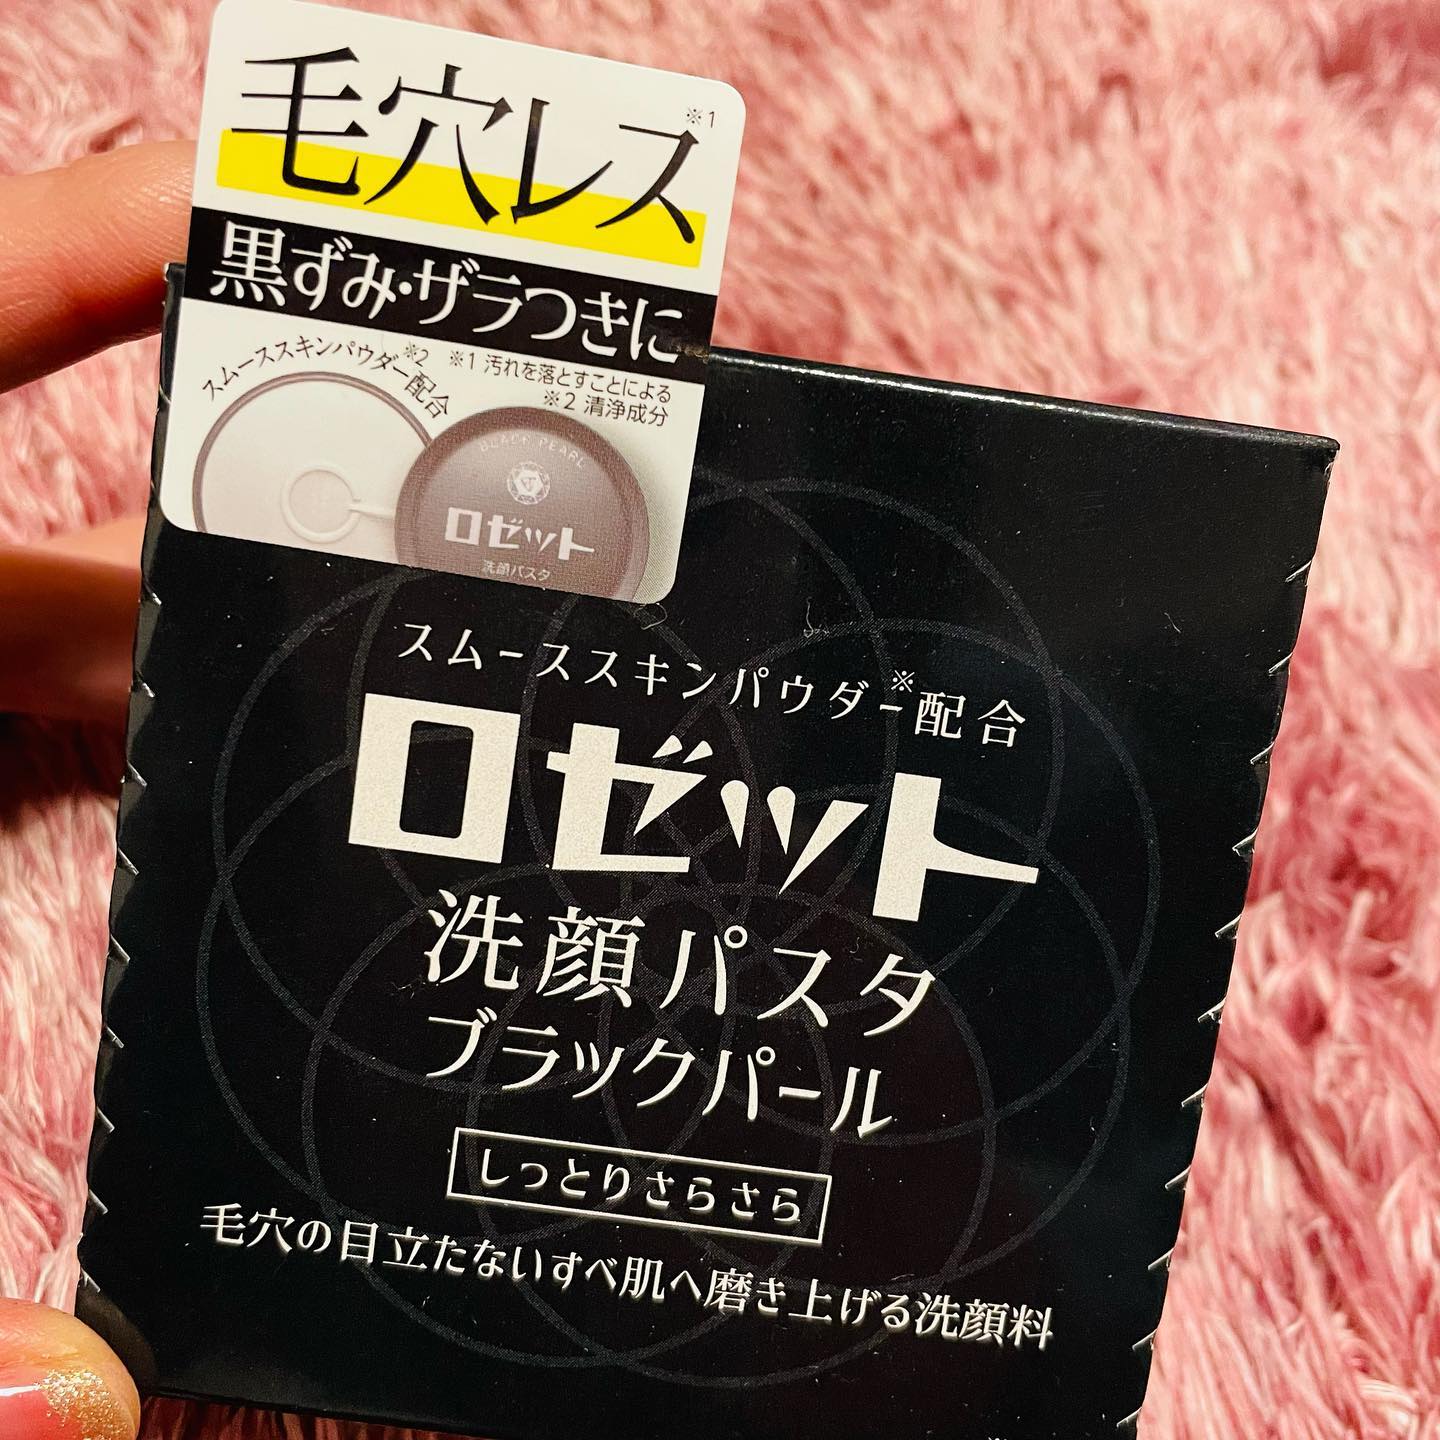 毛穴レス※1
黒ずみ・ザラつきに
スムーススキンパウダー※2配合
※1 汚れを落とすことによる
※2 清浄成分
BLACK PEARL
ロゼット
洗顔パスタ
スムーススキンパウダー※配合
ロゼット
洗顔パスタ
ブラックパール
しっとりさらさら
毛穴の目立たないすべ肌へ磨き上げる洗顔料